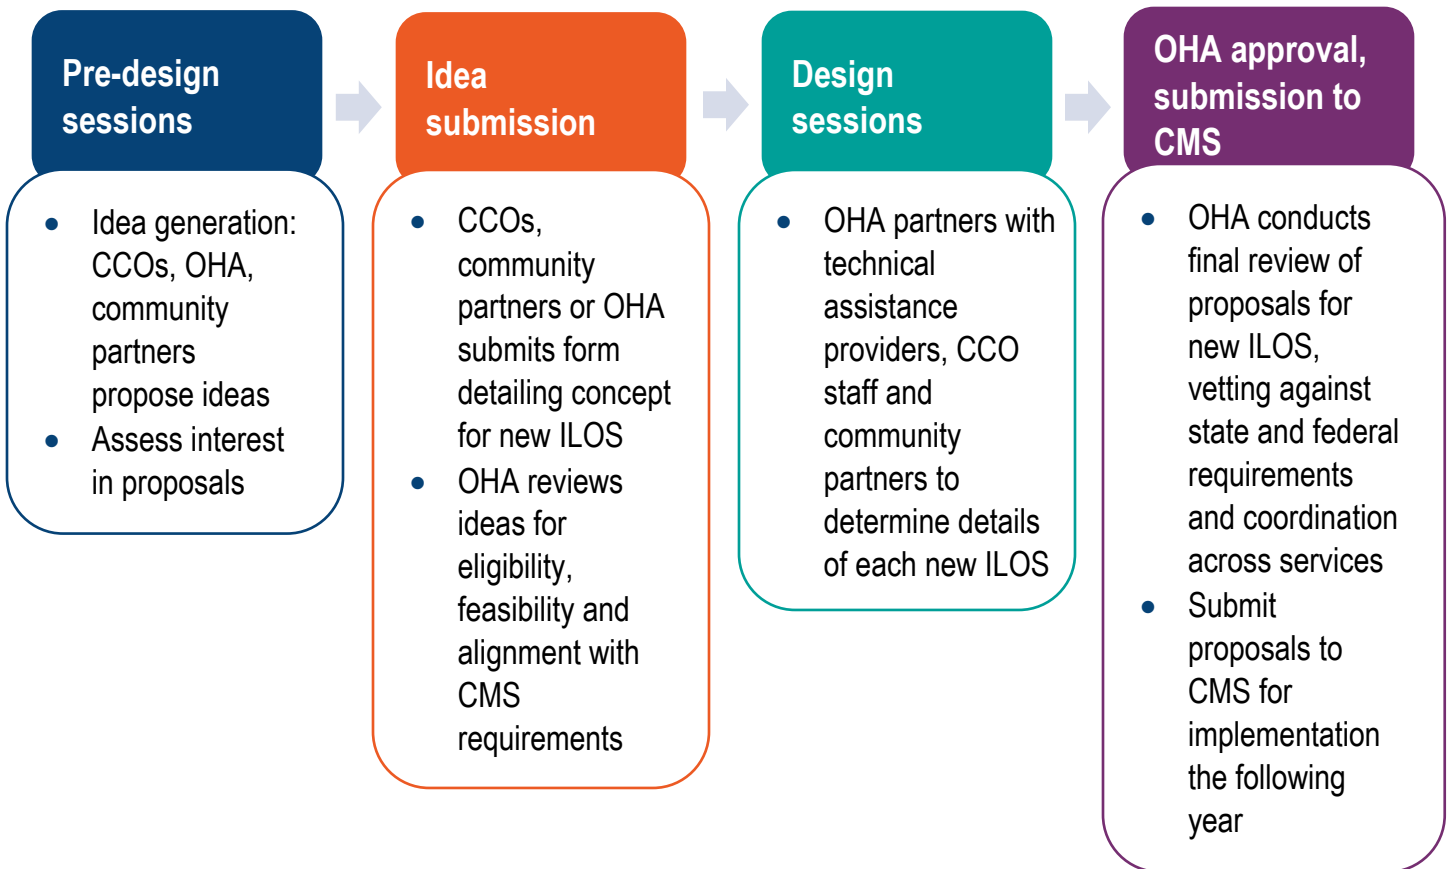 Pre-design
sessions
• Idea generation:
CCOs, OHA,
community
partners
propose ideas
• Assess interest
in proposals
Idea
submission
• CCOs,
community
partners or OHA
submits form
detailing concept
for new ILOS
• OHA reviews
ideas for
eligibility,
feasibility and
alignment with
CMS
requirements
Design
sessions
• OHA partners with
technical
assistance
providers, CCO
staff and
community
partners to
determine details
of each new ILOS
OHA approval,
submission to
CMS
• OHA conducts
final review of
proposals for
new ILOS,
vetting against
state and federal
requirements
and coordination
across services
• Submit
proposals to
CMS for
implementation
the following
year